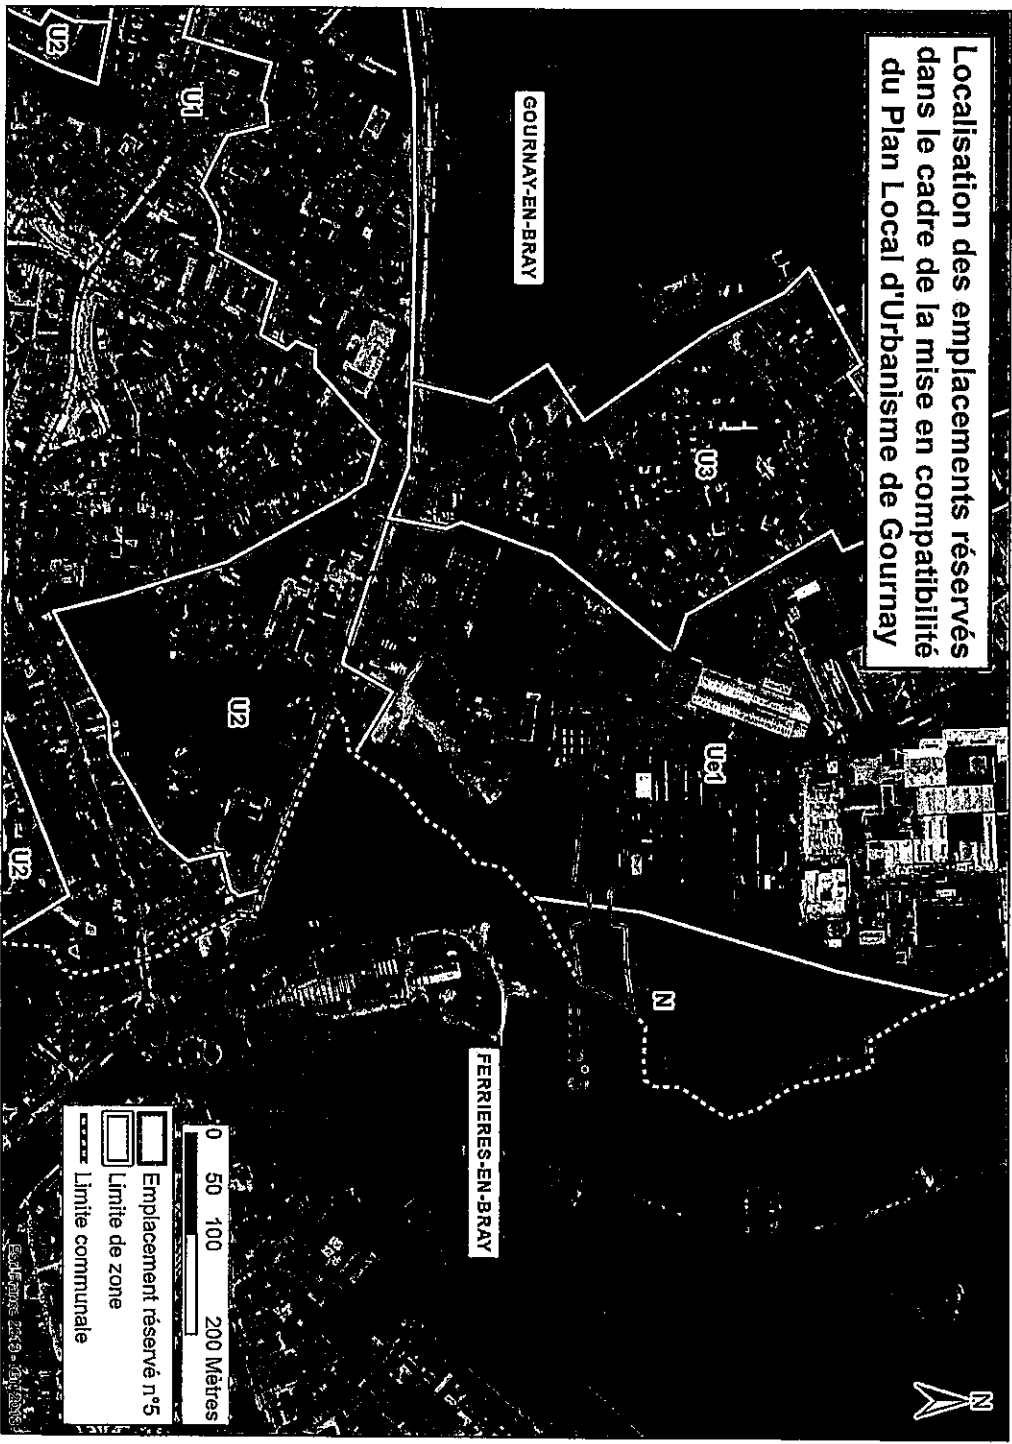 Localisation des emplacements réservés
dans le cadre de la mise en compatibilité
du Plan Local d'Urbanisme de Gournay
N
GOURNAY-EN-BRAY
U3
Uc1
N
U1
U2
U2
U2
FERRIERES-EN-BRAY
0 50 100 200 Mètres
Emplacement réservé n°5
Limite de zone
Limite communale